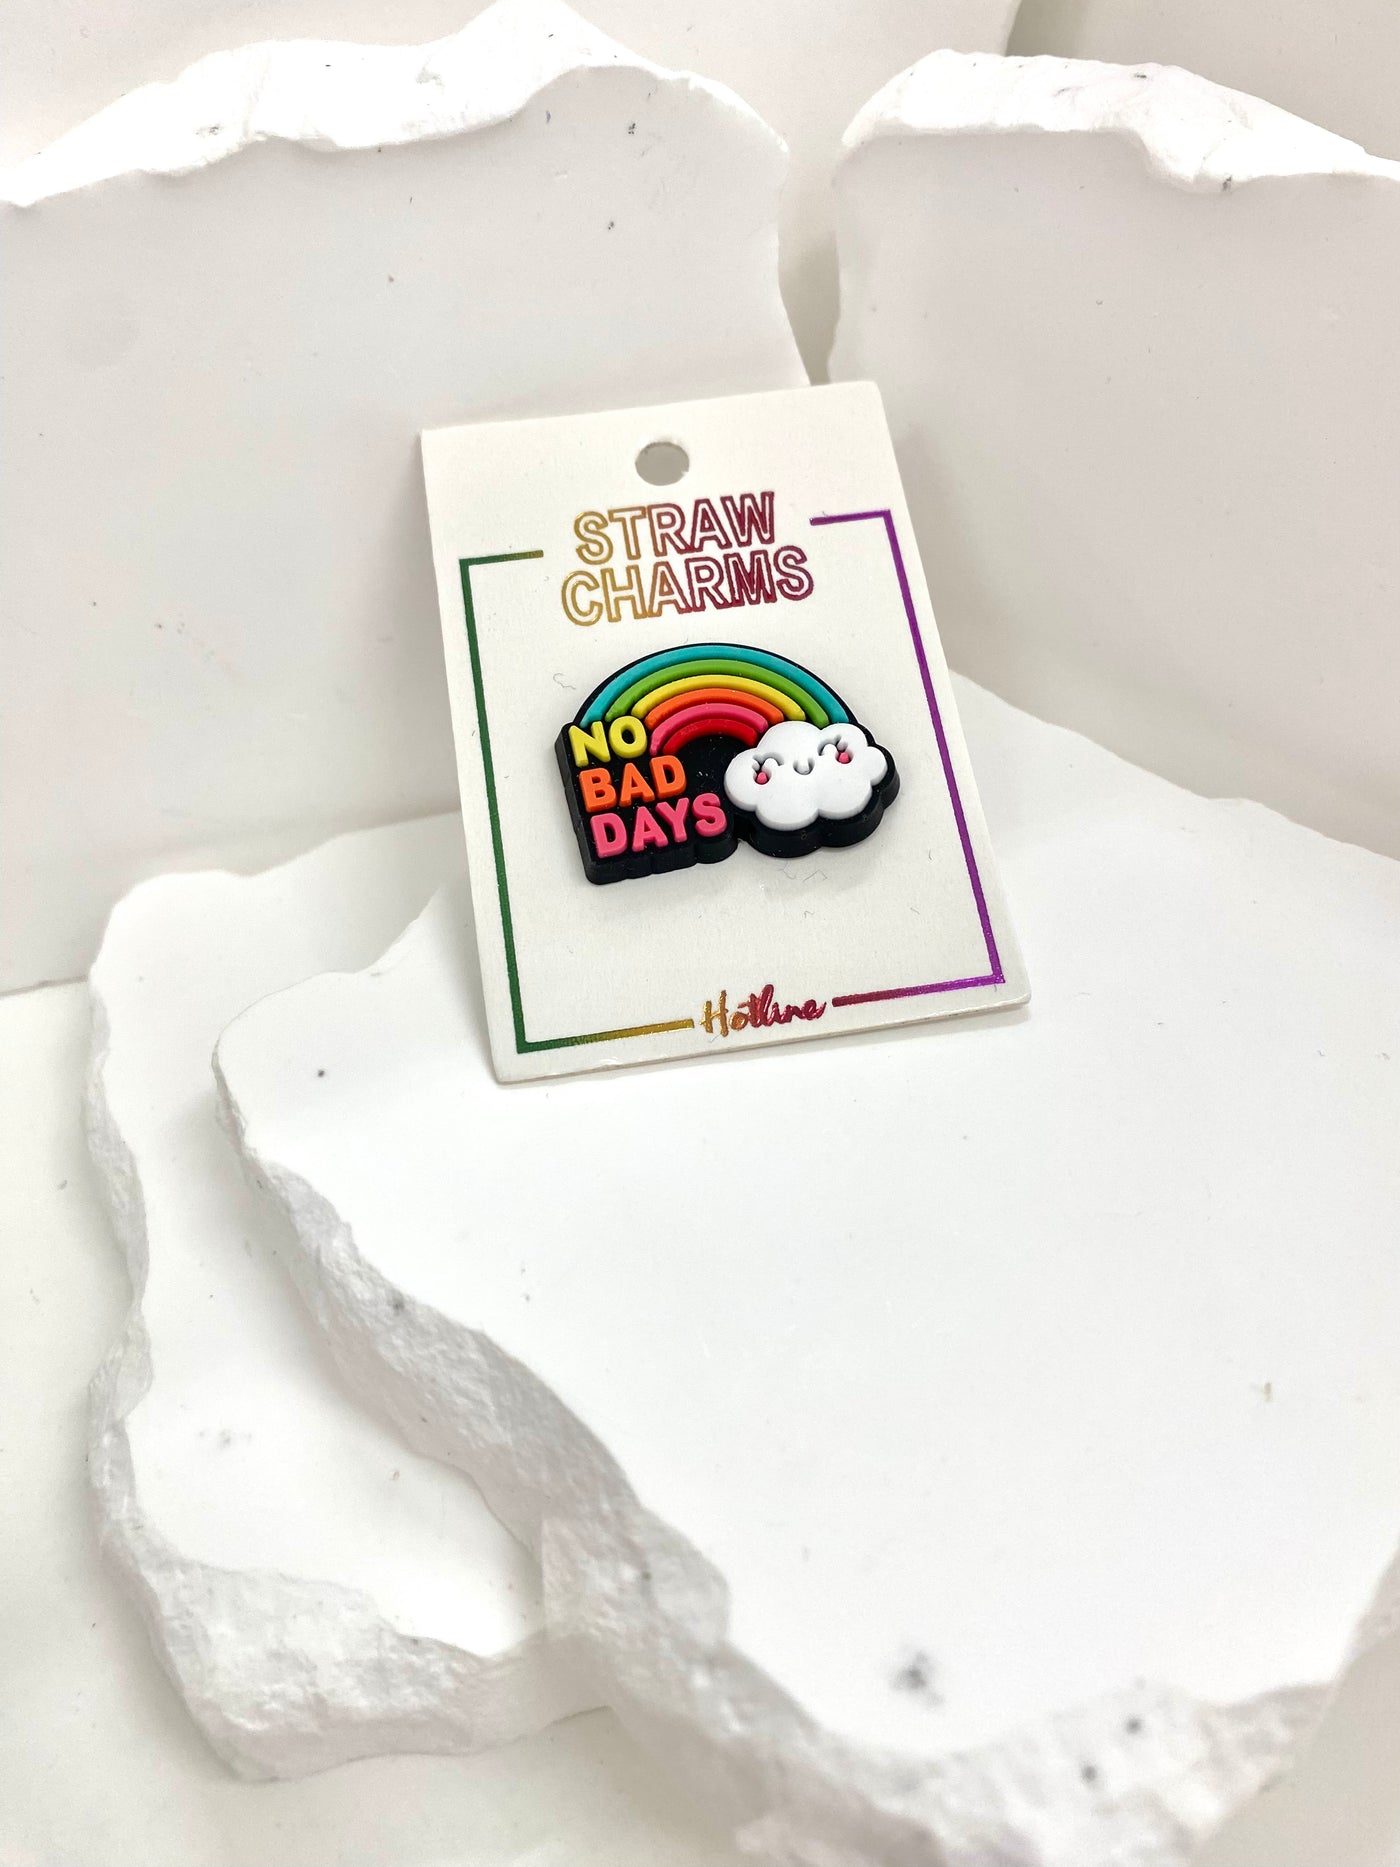 STRAW
CHARMS
NO
BAD
DAYS
Hotline